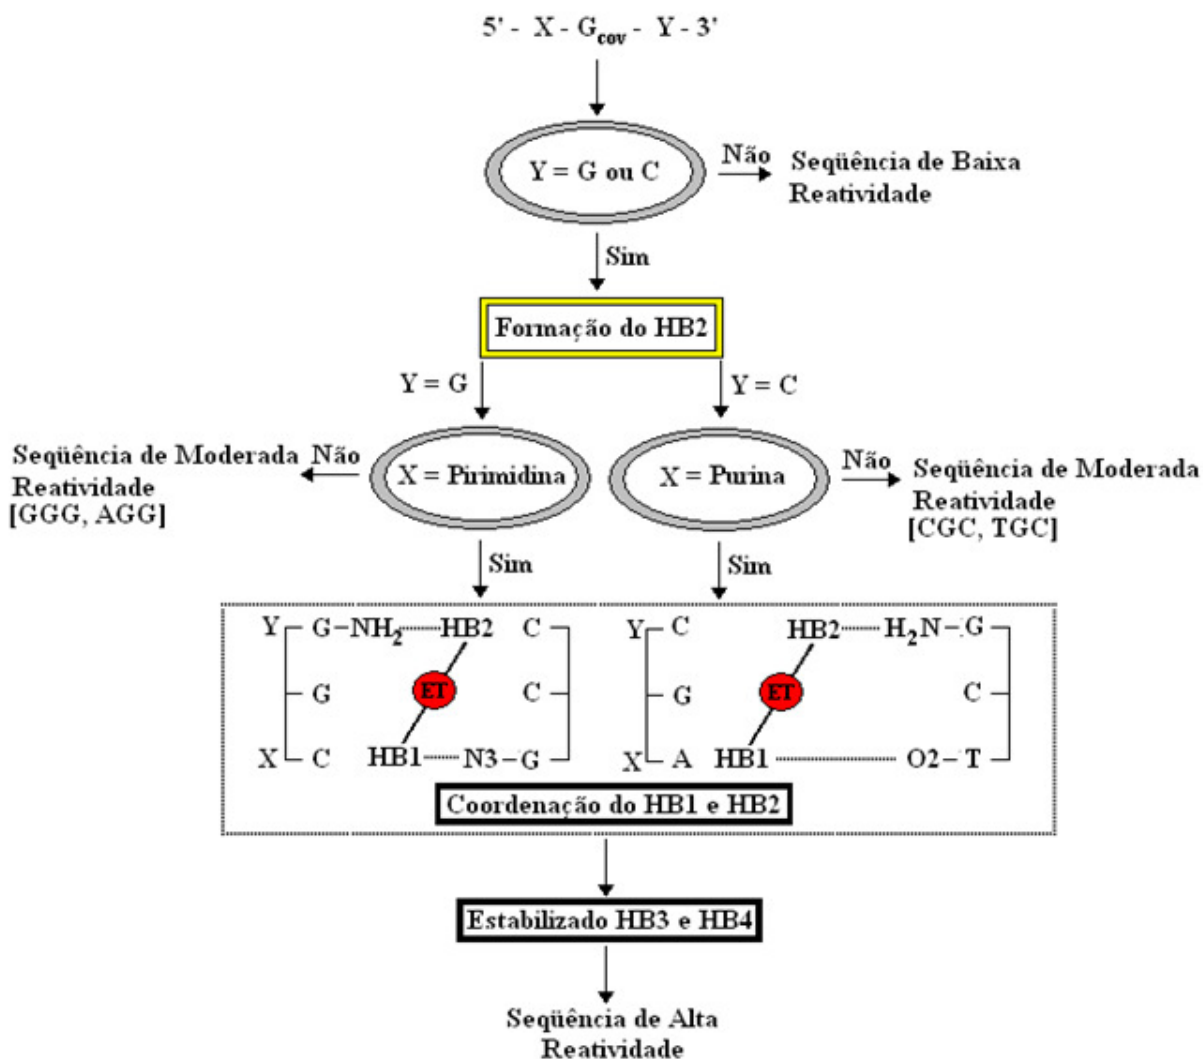 5' - X - Gcov - Y - 3'
Y = G ou C
Não
Seqüência de Baixa
Reatividade
Sim
Formação do HB2
Y = G
Y = C
Seqüência de Moderada
Reatividade
[GGG, AGG]
Não
X = Pirimidina
X = Purina
Não
Seqüência de Moderada
Reatividade
[CGC, TGC]
Sim
Sim
Y G–NH2 HB2 C
G ET C
X C HB1 N3–G
Y C HB2 H2N–G
G ET C
X A HB1 O2–T
Coordenação do HB1 e HB2
Estabilizado HB3 e HB4
Seqüência de Alta
Reatividade